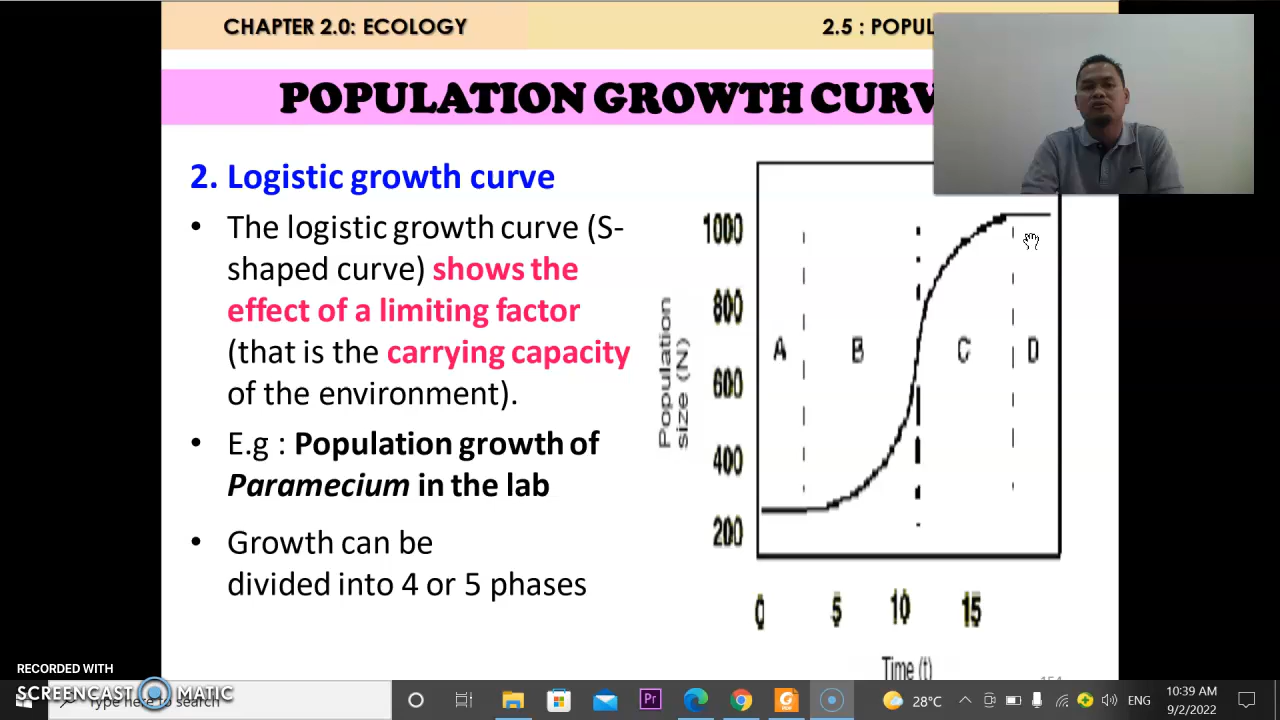 CHAPTER 2.0: ECOLOGY
2.5 : POPUL
POPULATION GROWTH CURV
2. Logistic growth curve
• The logistic growth curve (S-
shaped curve) shows the
effect of a limiting factor
(that is the carrying capacity
of the environment).
• E.g : Population growth of
Paramecium in the lab
• Growth can be
divided into 4 or 5 phases
Population
size (N)
1000
800
600
400
200
A B C D
0 5 10 15
Time (t)
RECORDED WITH
SCREENCAST MATIC
Type here to search
Pr
28°C
ENG
10:39 AM
9/2/2022